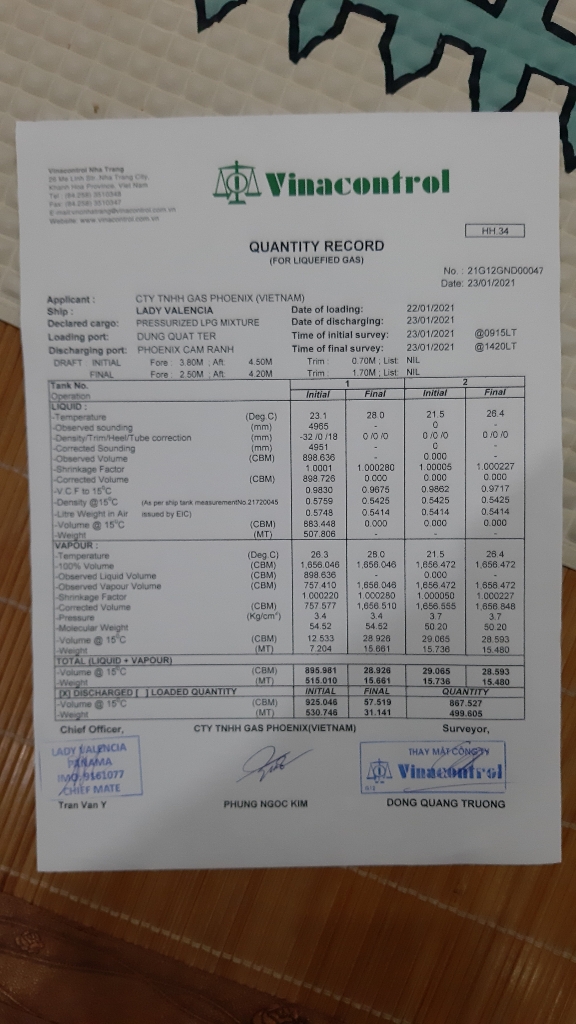 Vinacontrol Nha Trang
Khanh Hoa Province, Viet Nam
Vinacontrol
HH.34
QUANTITY RECORD
(FOR LIQUEFIED GAS)
No. : 21G12GND00047
Date: 23/01/2021
Applicant : CTY TNHH GAS PHOENIX (VIETNAM)
Ship : LADY VALENCIA Date of loading: 22/01/2021
Declared cargo: PRESSURIZED LPG MIXTURE Date of discharging: 23/01/2021
Loading port: DUNG QUAT TER Time of initial survey: 23/01/2021 @0915LT
Discharging port: PHOENIX CAM RANH Time of final survey: 23/01/2021 @1420LT
DRAFT : INITIAL Fore : 3.80M ; Aft: 4.50M Trim : 0.70M ; List: NIL
FINAL Fore : 2.50M ; Aft: 4.20M Trim : 1.70M ; List: NIL
Tank No. 1 2
Operation Initial Final Initial Final
LIQUID :
-Temperature (Deg.C) 23.1 28.0 21.5 26.4
-Observed sounding (mm) 4965 - 0 -
-Density/Trim/Heel/Tube correction (mm) -32 /0 /18 0 /0 /0 0 /0 /0 0 /0 /0
-Corrected Sounding (mm) 4951 - 0 -
-Observed Volume (CBM) 898.636 - 0.000 -
-Shrinkage Factor 1.0001 1.000280 1.00005 1.000227
-Corrected Volume (CBM) 898.726 0.000 0.000 0.000
-V.C.F to 15°C 0.9830 0.9675 0.9862 0.9717
-Density @15°C (As per ship tank measurementNo.21720045 0.5759 0.5425 0.5425 0.5425
-Litre Weight in Air issued by EIC) 0.5748 0.5414 0.5414 0.5414
-Volume @ 15°C (CBM) 883.448 0.000 0.000 0.000
-Weight (MT) 507.806 - - -
VAPOUR :
-Temperature (Deg.C) 26.3 28.0 21.5 26.4
-100% Volume (CBM) 1,656.046 1,656.046 1,656.472 1,656.472
-Observed Liquid Volume (CBM) 898.636 - 0.000 -
-Observed Vapour Volume (CBM) 757.410 1,656.046 1,656.472 1,656.472
-Shrinkage Factor 1.000220 1.000280 1.000050 1.000227
-Corrected Volume (CBM) 757.577 1,656.510 1,656.555 1,656.848
-Pressure (Kg/cm²) 3.4 3.4 3.7 3.7
-Molecular Weight 54.52 54.52 50.20 50.20
-Volume @ 15°C (CBM) 12.533 28.926 29.065 28.593
-Weight (MT) 7.204 15.661 15.736 15.480
TOTAL (LIQUID + VAPOUR)
-Volume @ 15°C (CBM) 895.981 28.926 29.065 28.593
-Weight (MT) 515.010 15.661 15.736 15.480
[X] DISCHARGED [ ] LOADED QUANTITY INITIAL FINAL QUANTITY
-Volume @ 15°C (CBM) 925.046 57.519 867.527
-Weight (MT) 530.746 31.141 499.605
Chief Officer, CTY TNHH GAS PHOENIX(VIETNAM) Surveyor,
LADY VALENCIA
PANAMA
IMO:9161077
CHIEF MATE
THAY MẶT CÔNG TY
Vinacontrol
Tran Van Y PHUNG NGOC KIM DONG QUANG TRUONG